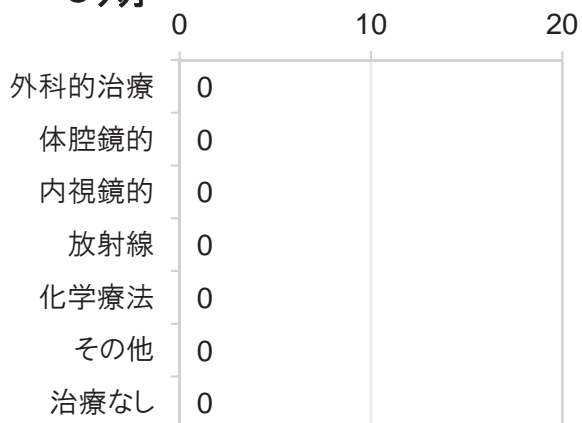 0 10 20
外科的治療 0
体腔鏡的 0
内視鏡的 0
放射線 0
化学療法 0
その他 0
治療なし 0